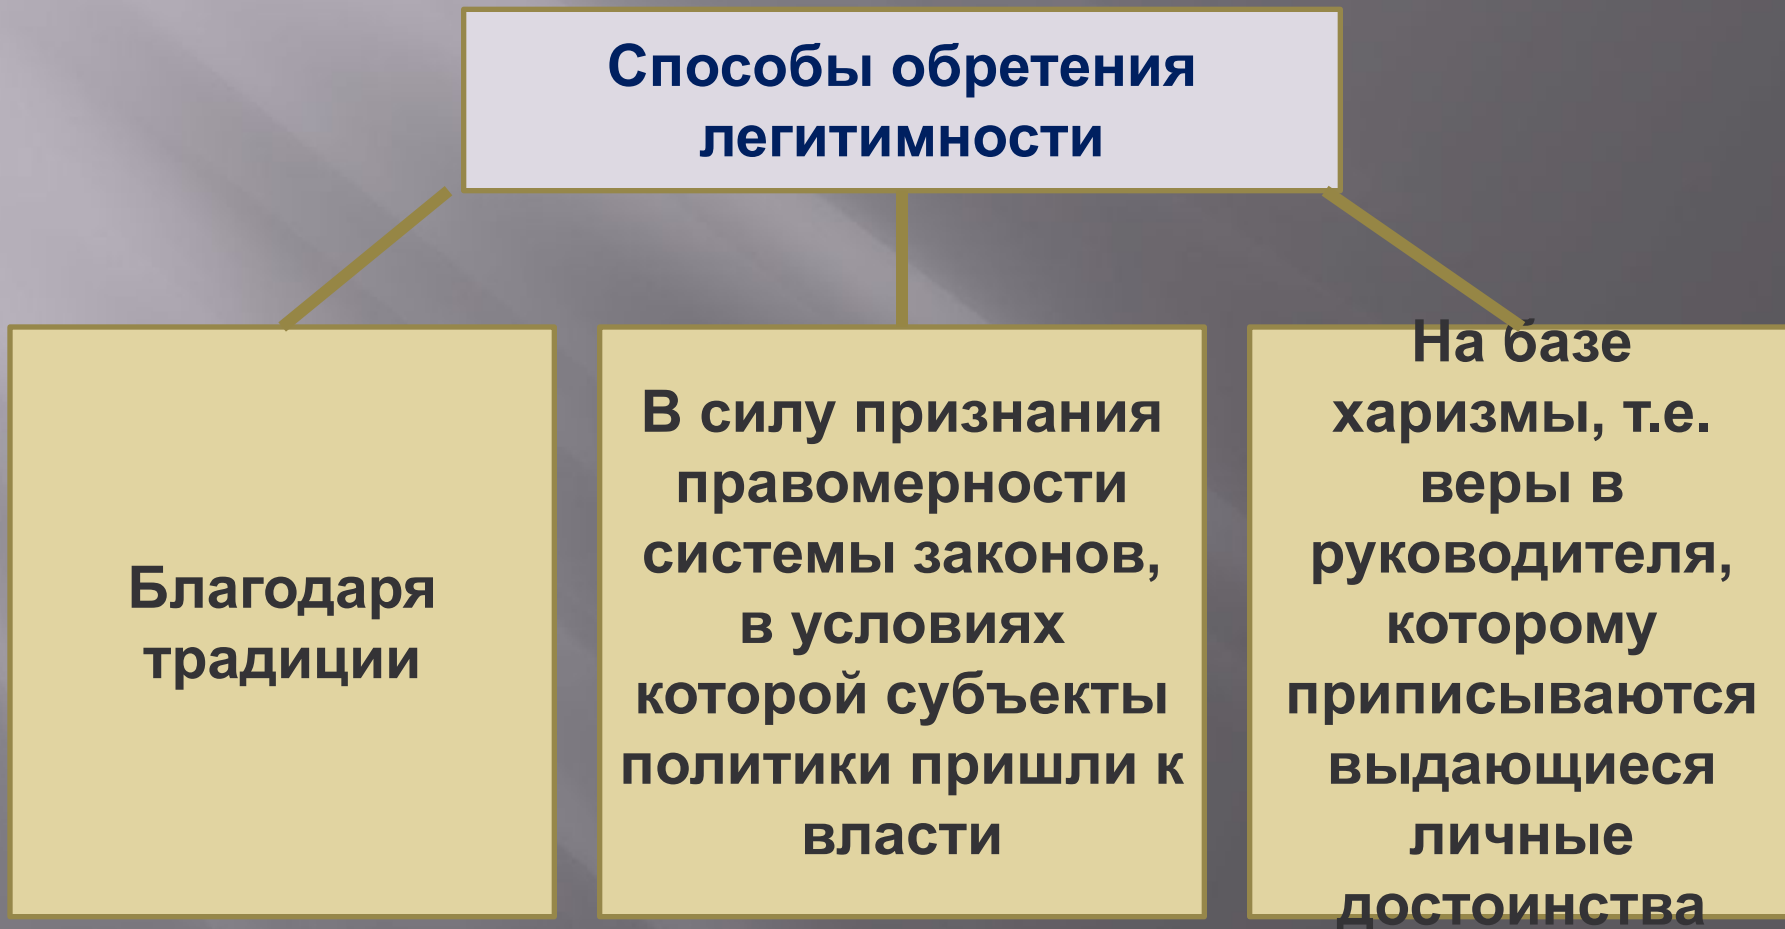 Способы обретения
легитимности
Благодаря
традиции
В силу признания
правомерности
системы законов,
в условиях
которой субъекты
политики пришли к
власти
На базе
харизмы, т.е.
веры в
руководителя,
которому
приписываются
выдающиеся
личные
достоинства